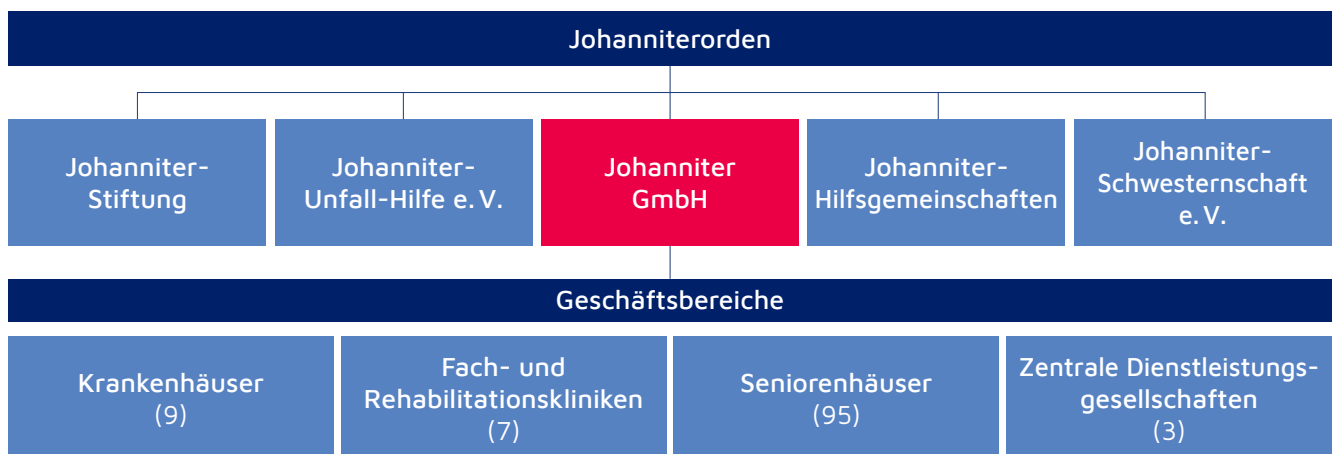 Johanniterorden
Johanniter-
Stiftung
Johanniter-
Unfall-Hilfe e. V.
Johanniter
GmbH
Johanniter-
Hilfsgemeinschaften
Johanniter-
Schwesternschaft
e. V.
Geschäftsbereiche
Krankenhäuser
(9)
Fach- und
Rehabilitationskliniken
(7)
Seniorenhäuser
(95)
Zentrale Dienstleistungs-
gesellschaften
(3)